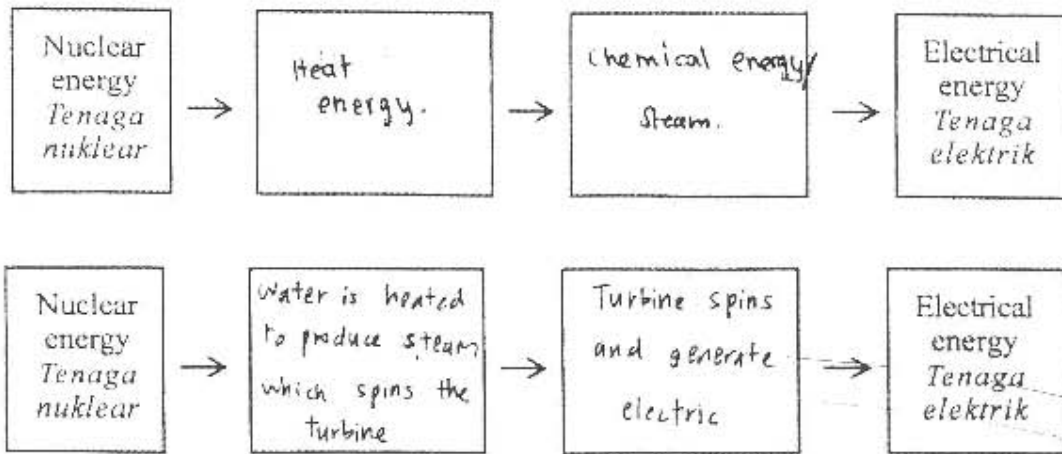 Nuclear
energy
Tenaga
nuklear
Heat
energy.
Chemical energy/
Steam.
Electrical
energy
Tenaga
elektrik
Nuclear
energy
Tenaga
nuklear
Water is heated
to produce steam
which spins the
turbine
Turbine spins
and generate
electric
Electrical
energy
Tenaga
elektrik